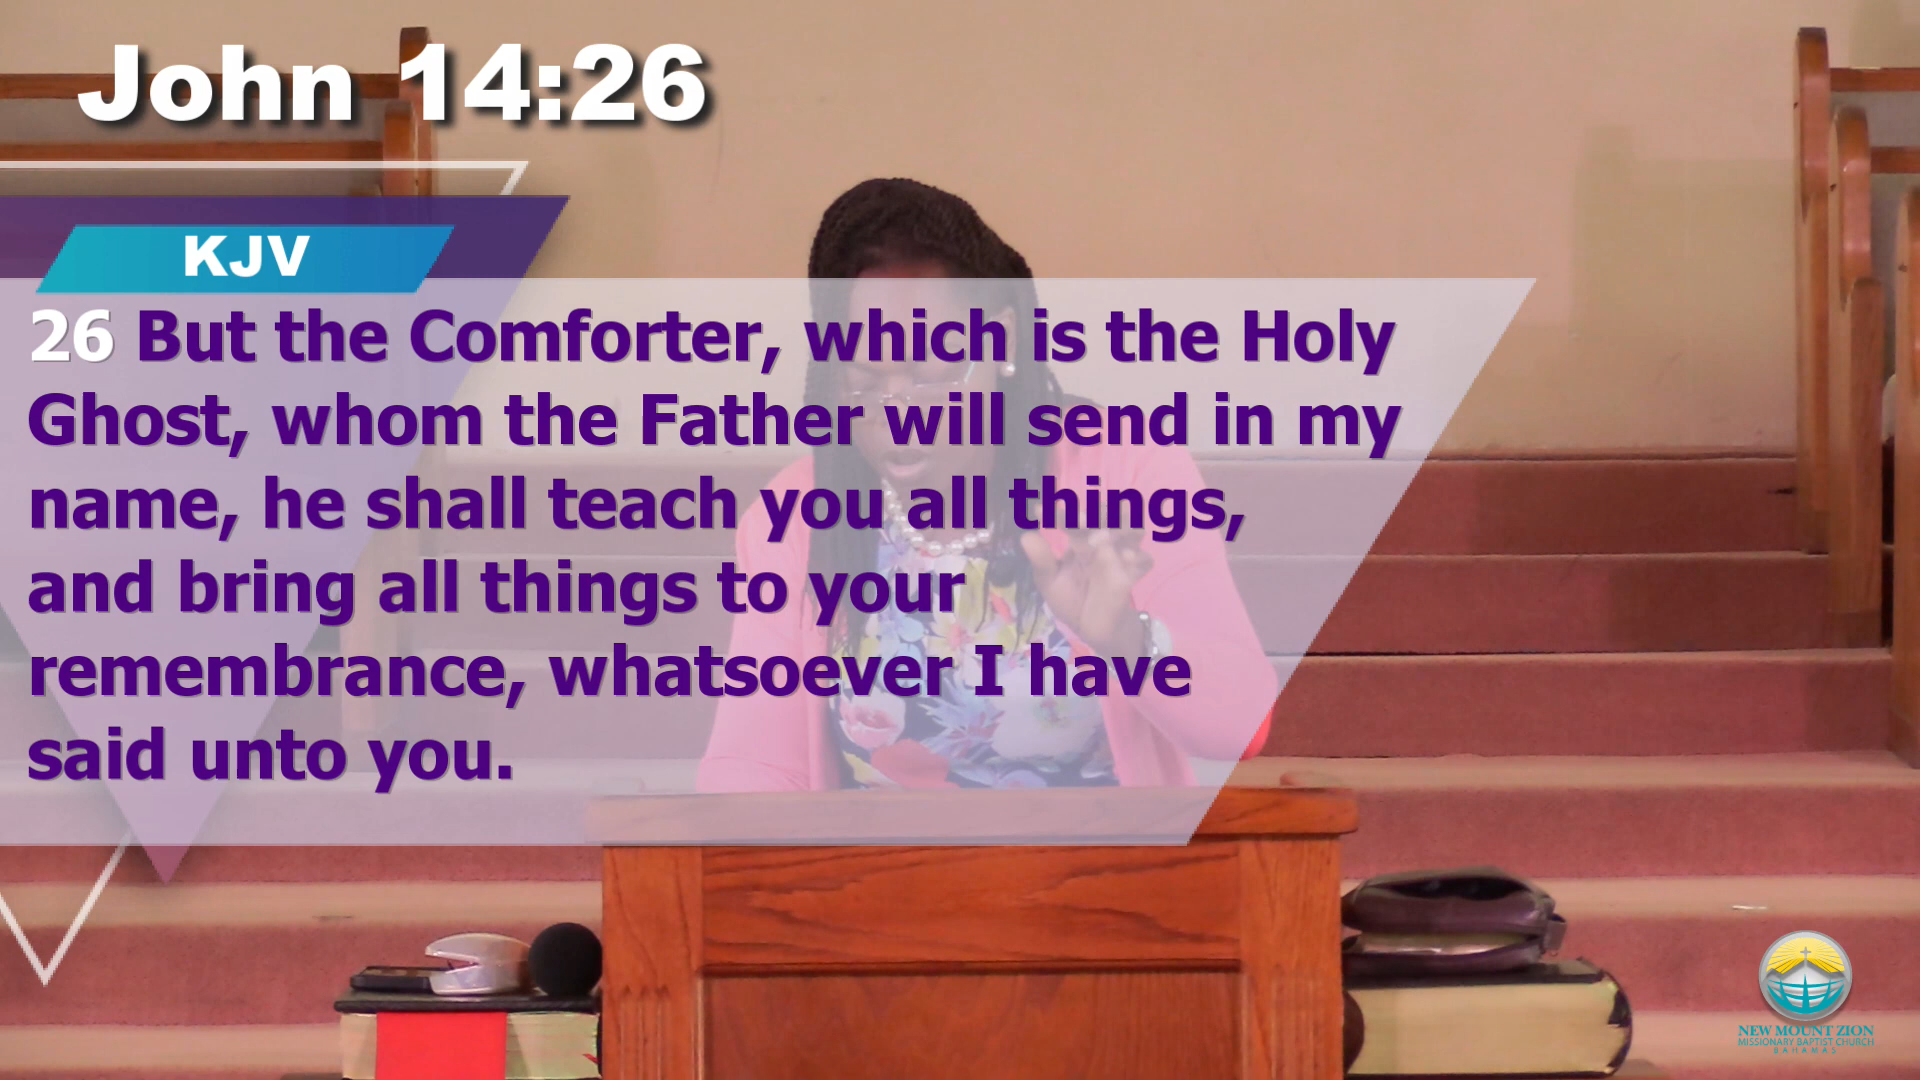 John 14:26
KJV
26 But the Comforter, which is the Holy
Ghost, whom the Father will send in my
name, he shall teach you all things,
and bring all things to your
remembrance, whatsoever I have
said unto you.
NEW MOUNT ZION
MISSIONARY BAPTIST CHURCH
BAHAMAS